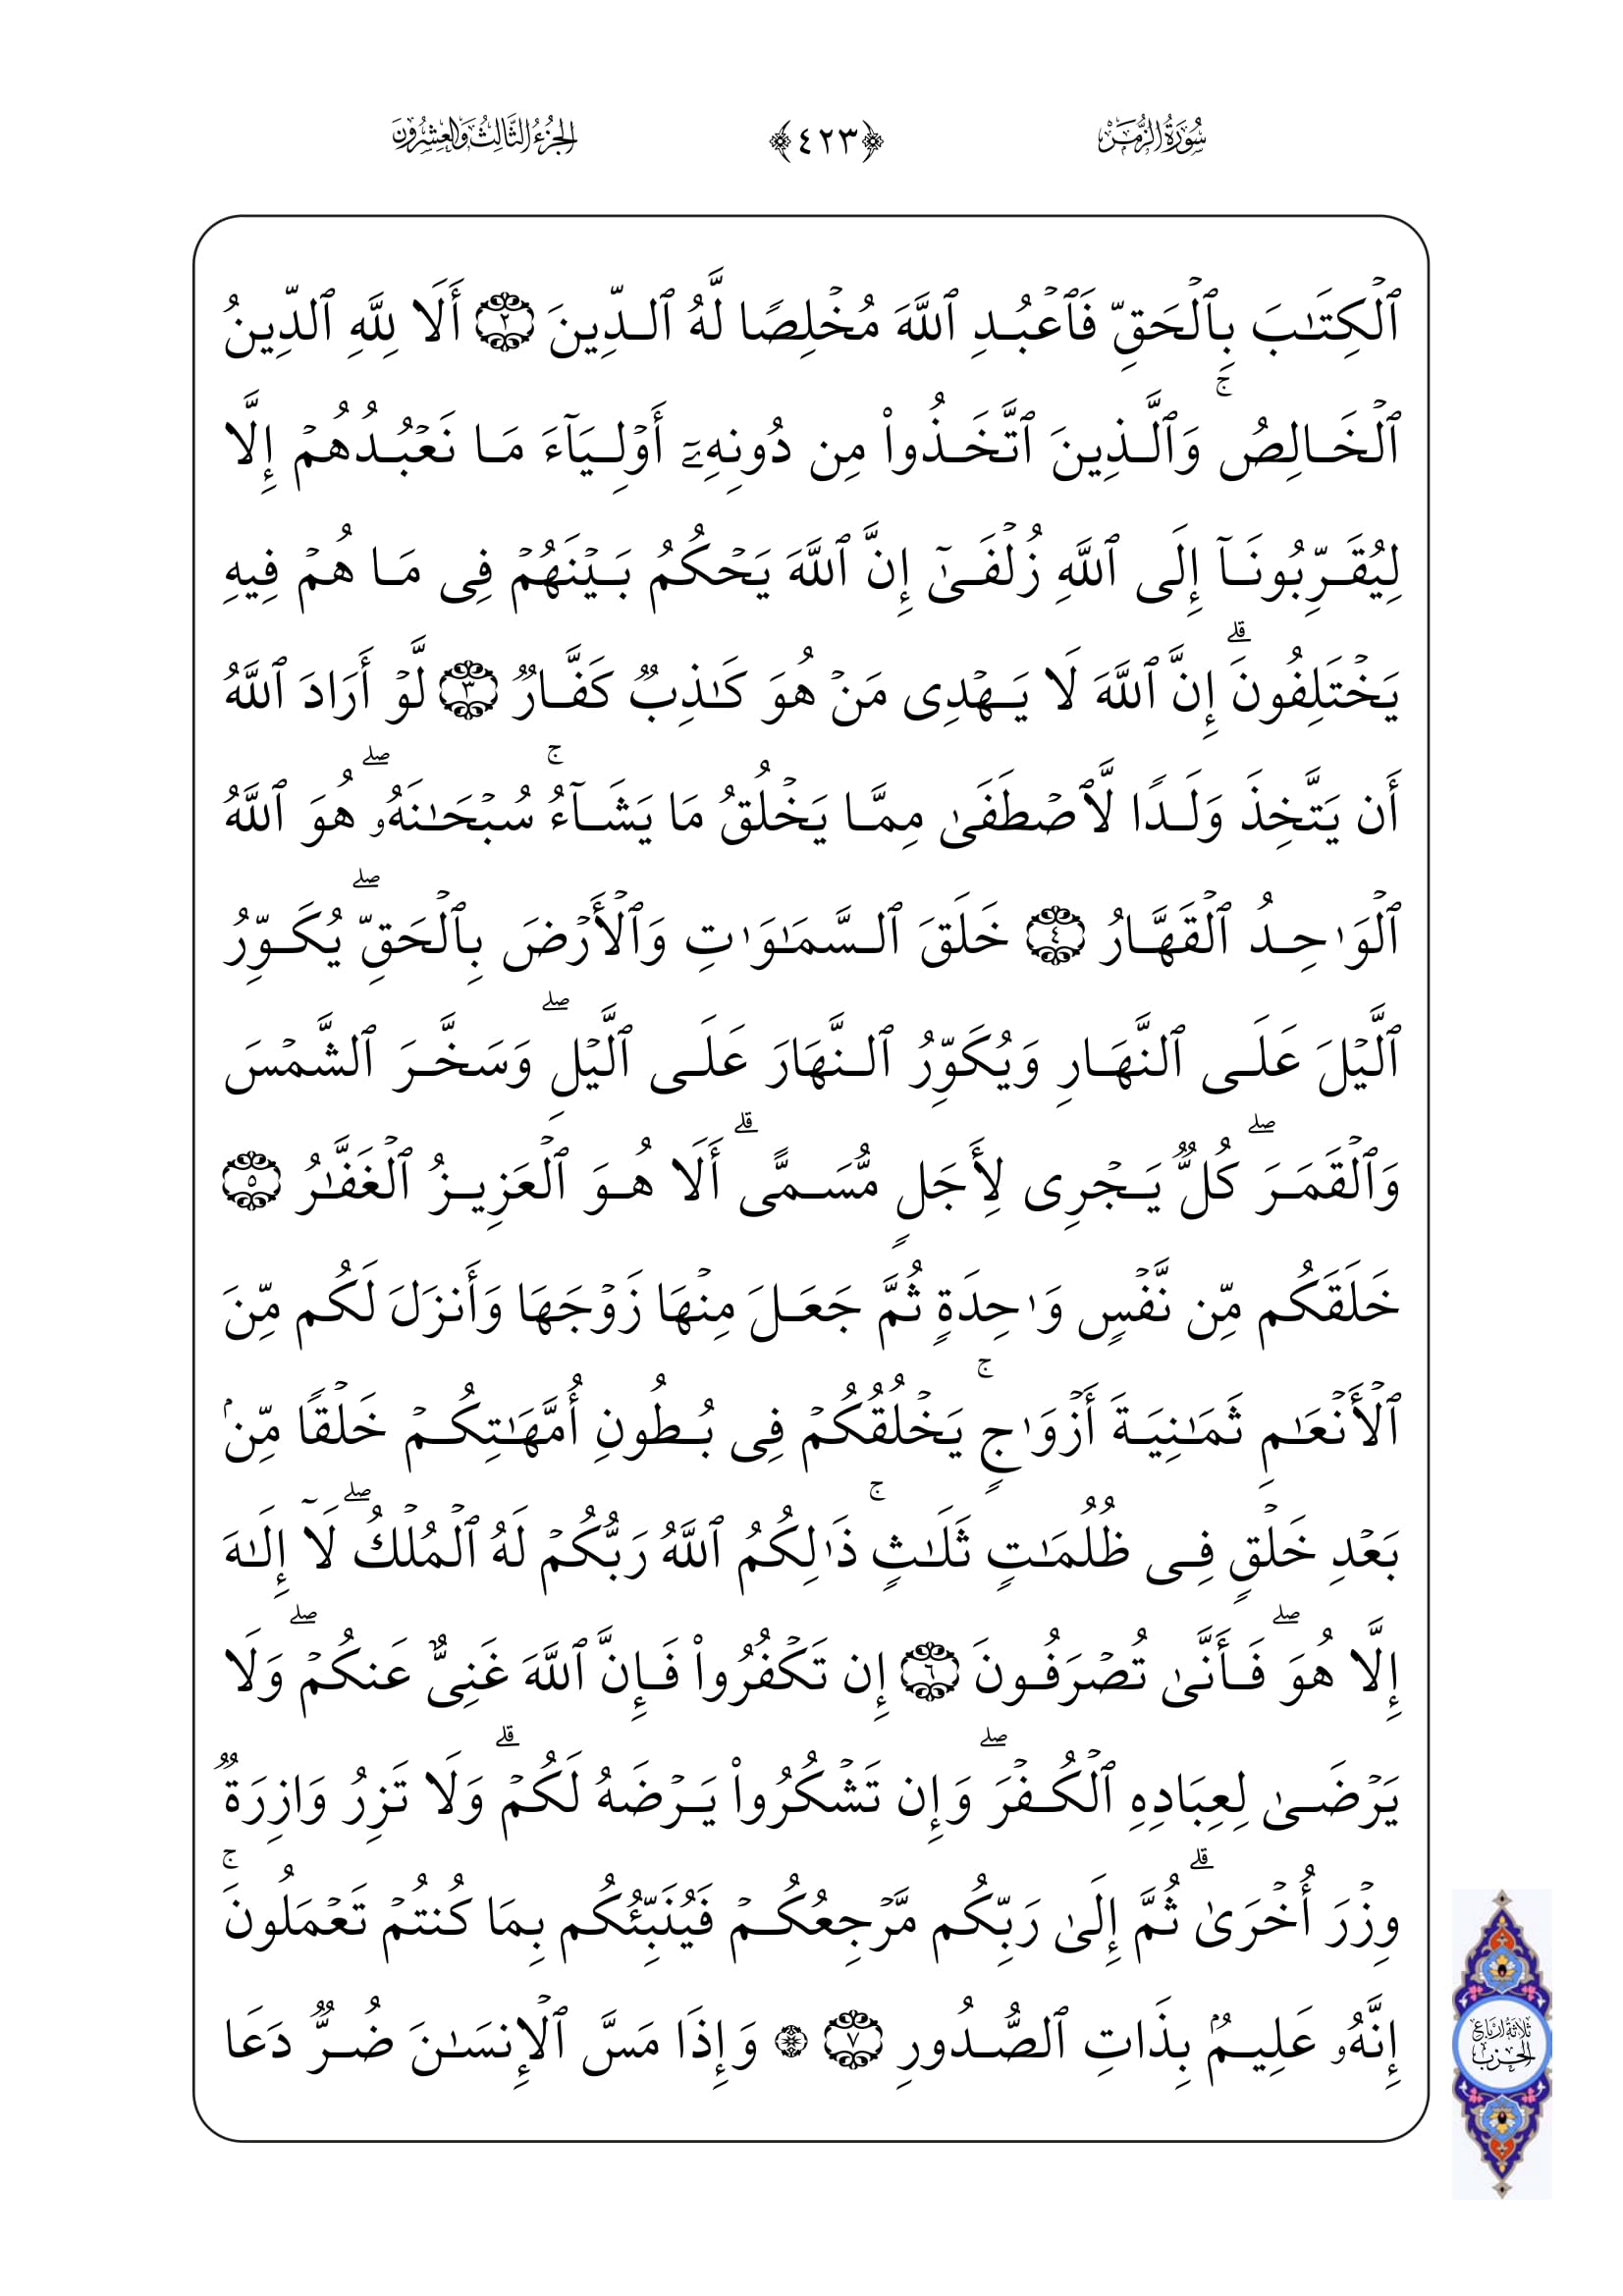 سُورَةُ الزُّمَر
﴿٤٢٣﴾
الجُزْءُ الثَّالِثُ وَالعِشْرُونَ
ٱلۡكِتَٰبَ بِٱلۡحَقِّ فَٱعۡبُدِ ٱللَّهَ مُخۡلِصٗا لَّهُ ٱلدِّينَ ٢ أَلَا لِلَّهِ ٱلدِّينُ
ٱلۡخَالِصُۚ وَٱلَّذِينَ ٱتَّخَذُواْ مِن دُونِهِۦٓ أَوۡلِيَآءَ مَا نَعۡبُدُهُمۡ إِلَّا
لِيُقَرِّبُونَآ إِلَى ٱللَّهِ زُلۡفَىٰٓ إِنَّ ٱللَّهَ يَحۡكُمُ بَيۡنَهُمۡ فِي مَا هُمۡ فِيهِ
يَخۡتَلِفُونَۗ إِنَّ ٱللَّهَ لَا يَهۡدِي مَنۡ هُوَ كَٰذِبٞ كَفَّارٞ ٣ لَّوۡ أَرَادَ ٱللَّهُ
أَن يَتَّخِذَ وَلَدٗا لَّٱصۡطَفَىٰ مِمَّا يَخۡلُقُ مَا يَشَآءُۚ سُبۡحَٰنَهُۥۖ هُوَ ٱللَّهُ
ٱلۡوَٰحِدُ ٱلۡقَهَّارُ ٤ خَلَقَ ٱلسَّمَٰوَٰتِ وَٱلۡأَرۡضَ بِٱلۡحَقِّۖ يُكَوِّرُ
ٱلَّيۡلَ عَلَى ٱلنَّهَارِ وَيُكَوِّرُ ٱلنَّهَارَ عَلَى ٱلَّيۡلِۖ وَسَخَّرَ ٱلشَّمۡسَ
وَٱلۡقَمَرَۖ كُلّٞ يَجۡرِي لِأَجَلٖ مُّسَمًّىۗ أَلَا هُوَ ٱلۡعَزِيزُ ٱلۡغَفَّٰرُ ٥
خَلَقَكُم مِّن نَّفۡسٖ وَٰحِدَةٖ ثُمَّ جَعَلَ مِنۡهَا زَوۡجَهَا وَأَنزَلَ لَكُم مِّنَ
ٱلۡأَنۡعَٰمِ ثَمَٰنِيَةَ أَزۡوَٰجٖۚ يَخۡلُقُكُمۡ فِي بُطُونِ أُمَّهَٰتِكُمۡ خَلۡقٗا مِّنۢ
بَعۡدِ خَلۡقٖ فِي ظُلُمَٰتٖ ثَلَٰثٖۚ ذَٰلِكُمُ ٱللَّهُ رَبُّكُمۡ لَهُ ٱلۡمُلۡكُۖ لَآ إِلَٰهَ
إِلَّا هُوَۖ فَأَنَّىٰ تُصۡرَفُونَ ٦ إِن تَكۡفُرُواْ فَإِنَّ ٱللَّهَ غَنِيٌّ عَنكُمۡۖ وَلَا
يَرۡضَىٰ لِعِبَادِهِ ٱلۡكُفۡرَۖ وَإِن تَشۡكُرُواْ يَرۡضَهُ لَكُمۡۗ وَلَا تَزِرُ وَازِرَةٞ
وِزۡرَ أُخۡرَىٰۗ ثُمَّ إِلَىٰ رَبِّكُم مَّرۡجِعُكُمۡ فَيُنَبِّئُكُم بِمَا كُنتُمۡ تَعۡمَلُونَۚ
إِنَّهُۥ عَلِيمُۢ بِذَاتِ ٱلصُّدُورِ ٧ ۞ وَإِذَا مَسَّ ٱلۡإِنسَٰنَ ضُرّٞ دَعَا
ثَلَاثَةُ أَرْبَاعِ
الحِزْبِ